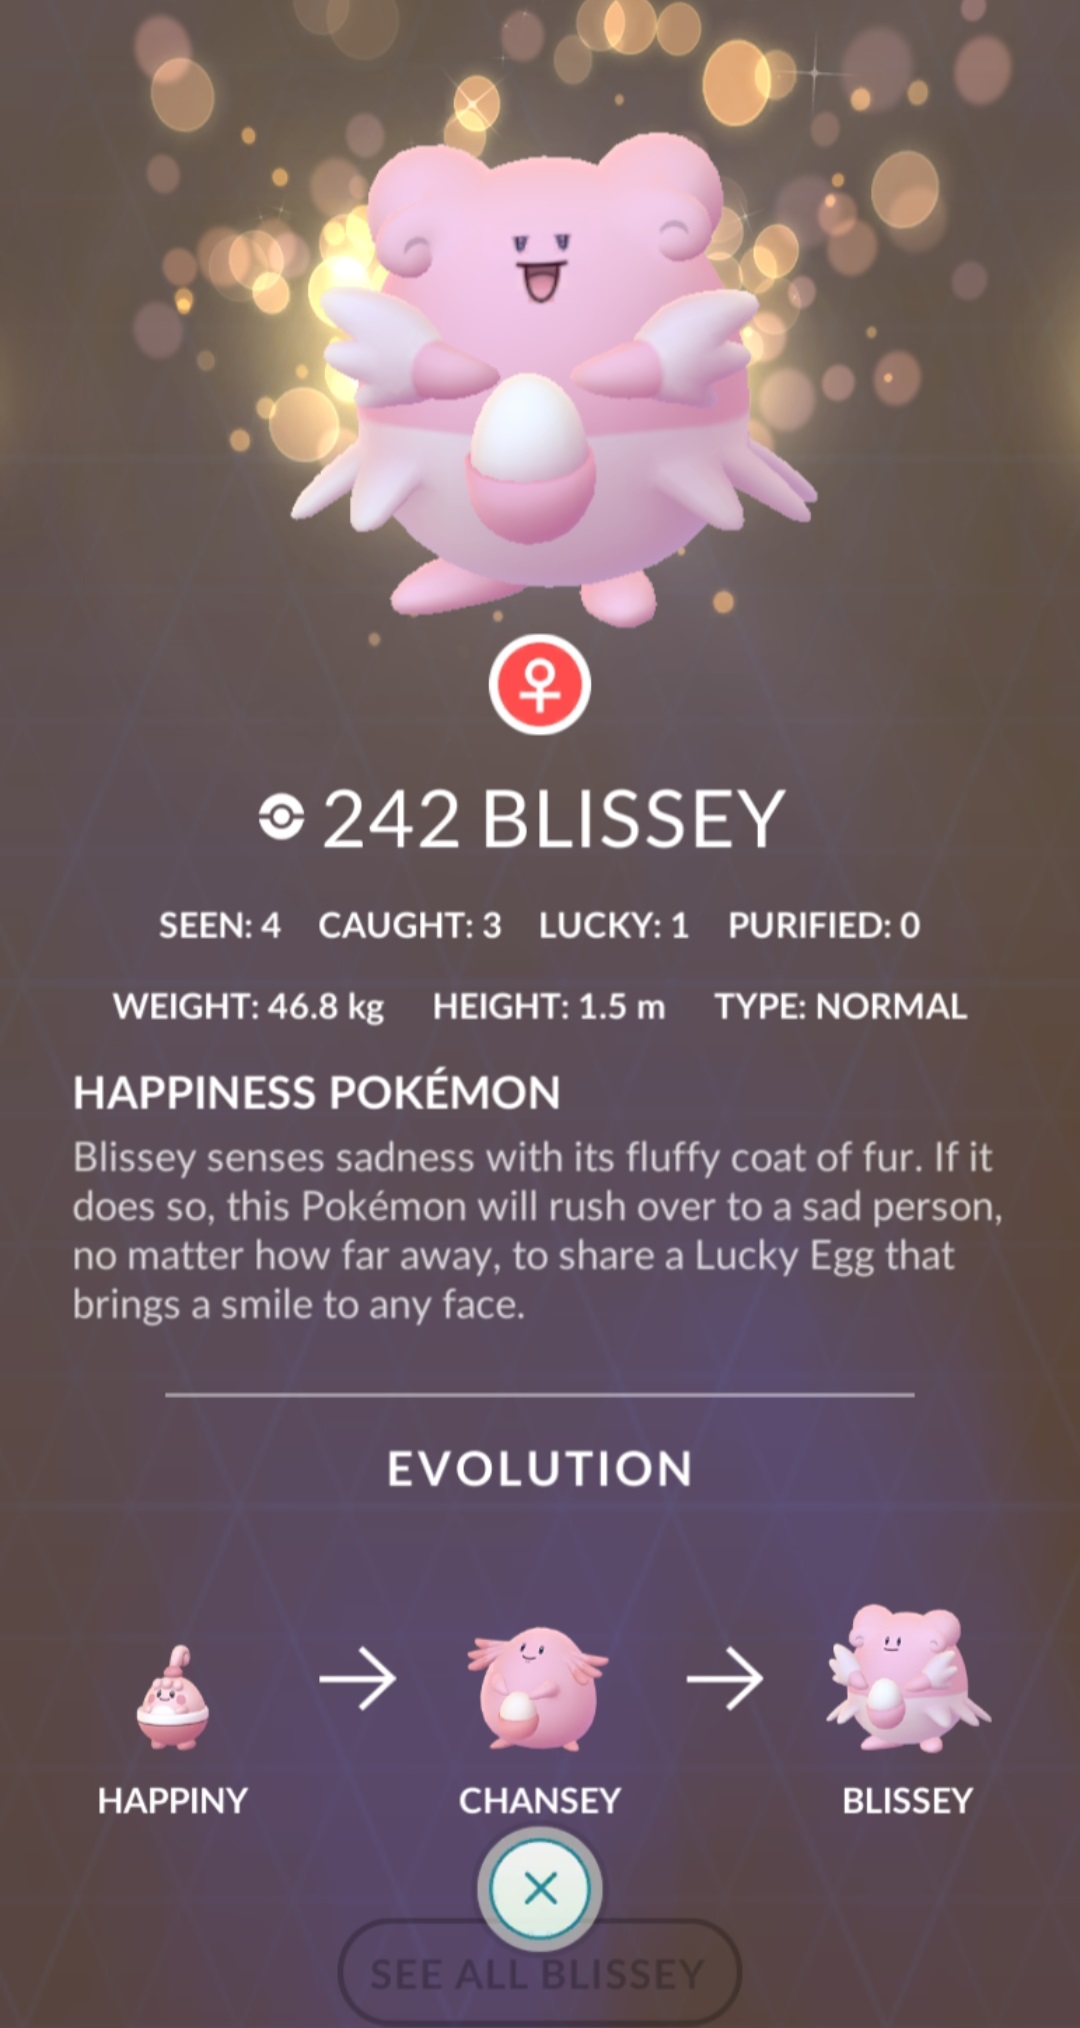 242 BLISSEY
SEEN: 4 CAUGHT: 3 LUCKY: 1 PURIFIED: 0
WEIGHT: 46.8 kg HEIGHT: 1.5 m TYPE: NORMAL
HAPPINESS POKÉMON
Blissey senses sadness with its fluffy coat of fur. If it
does so, this Pokémon will rush over to a sad person,
no matter how far away, to share a Lucky Egg that
brings a smile to any face.
EVOLUTION
HAPPINY CHANSEY BLISSEY
SEE ALL BLISSEY